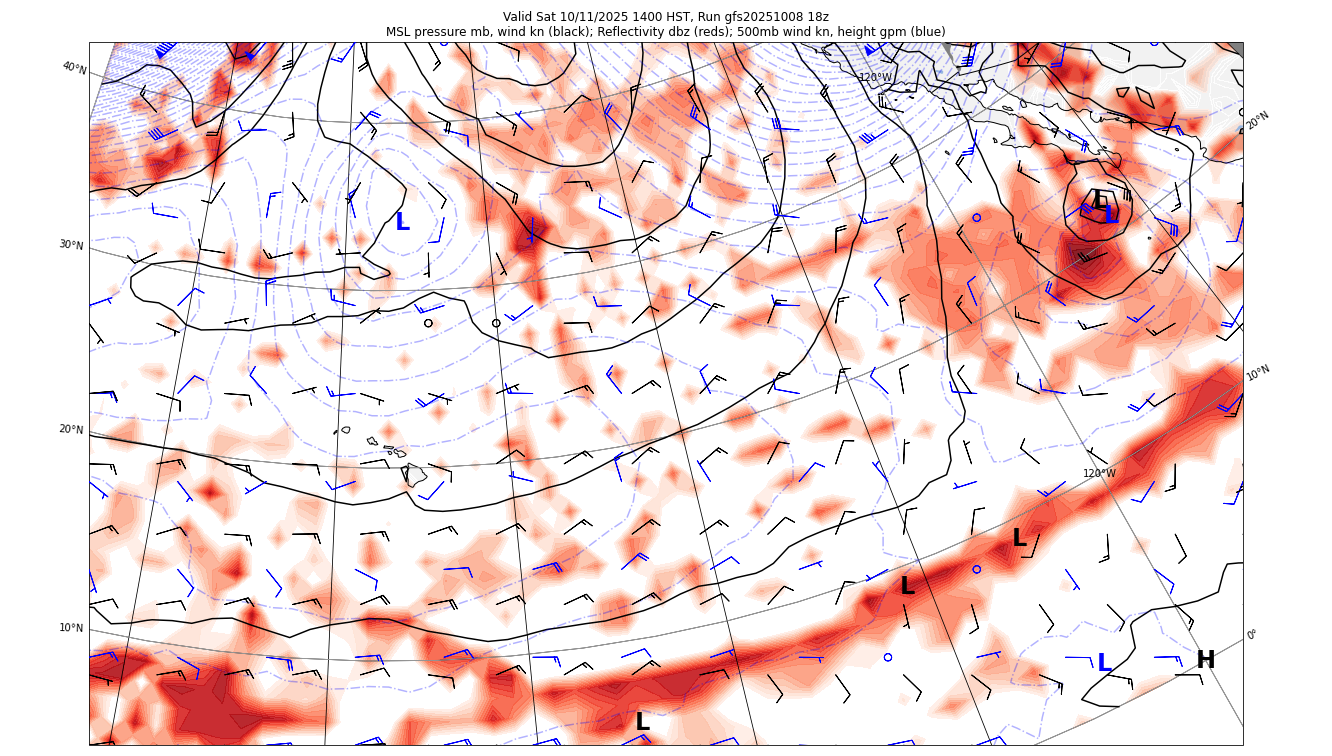 Valid Sat 10/11/2025 1400 HST, Run gfs20251008 18z
MSL pressure mb, wind kn (black); Reflectivity dbz (reds); 500mb wind kn, height gpm (blue)
40°N
120°W
20°N
L
L
L
30°N
10°N
20°N
120°W
L
L
10°N
0°
L
H
L